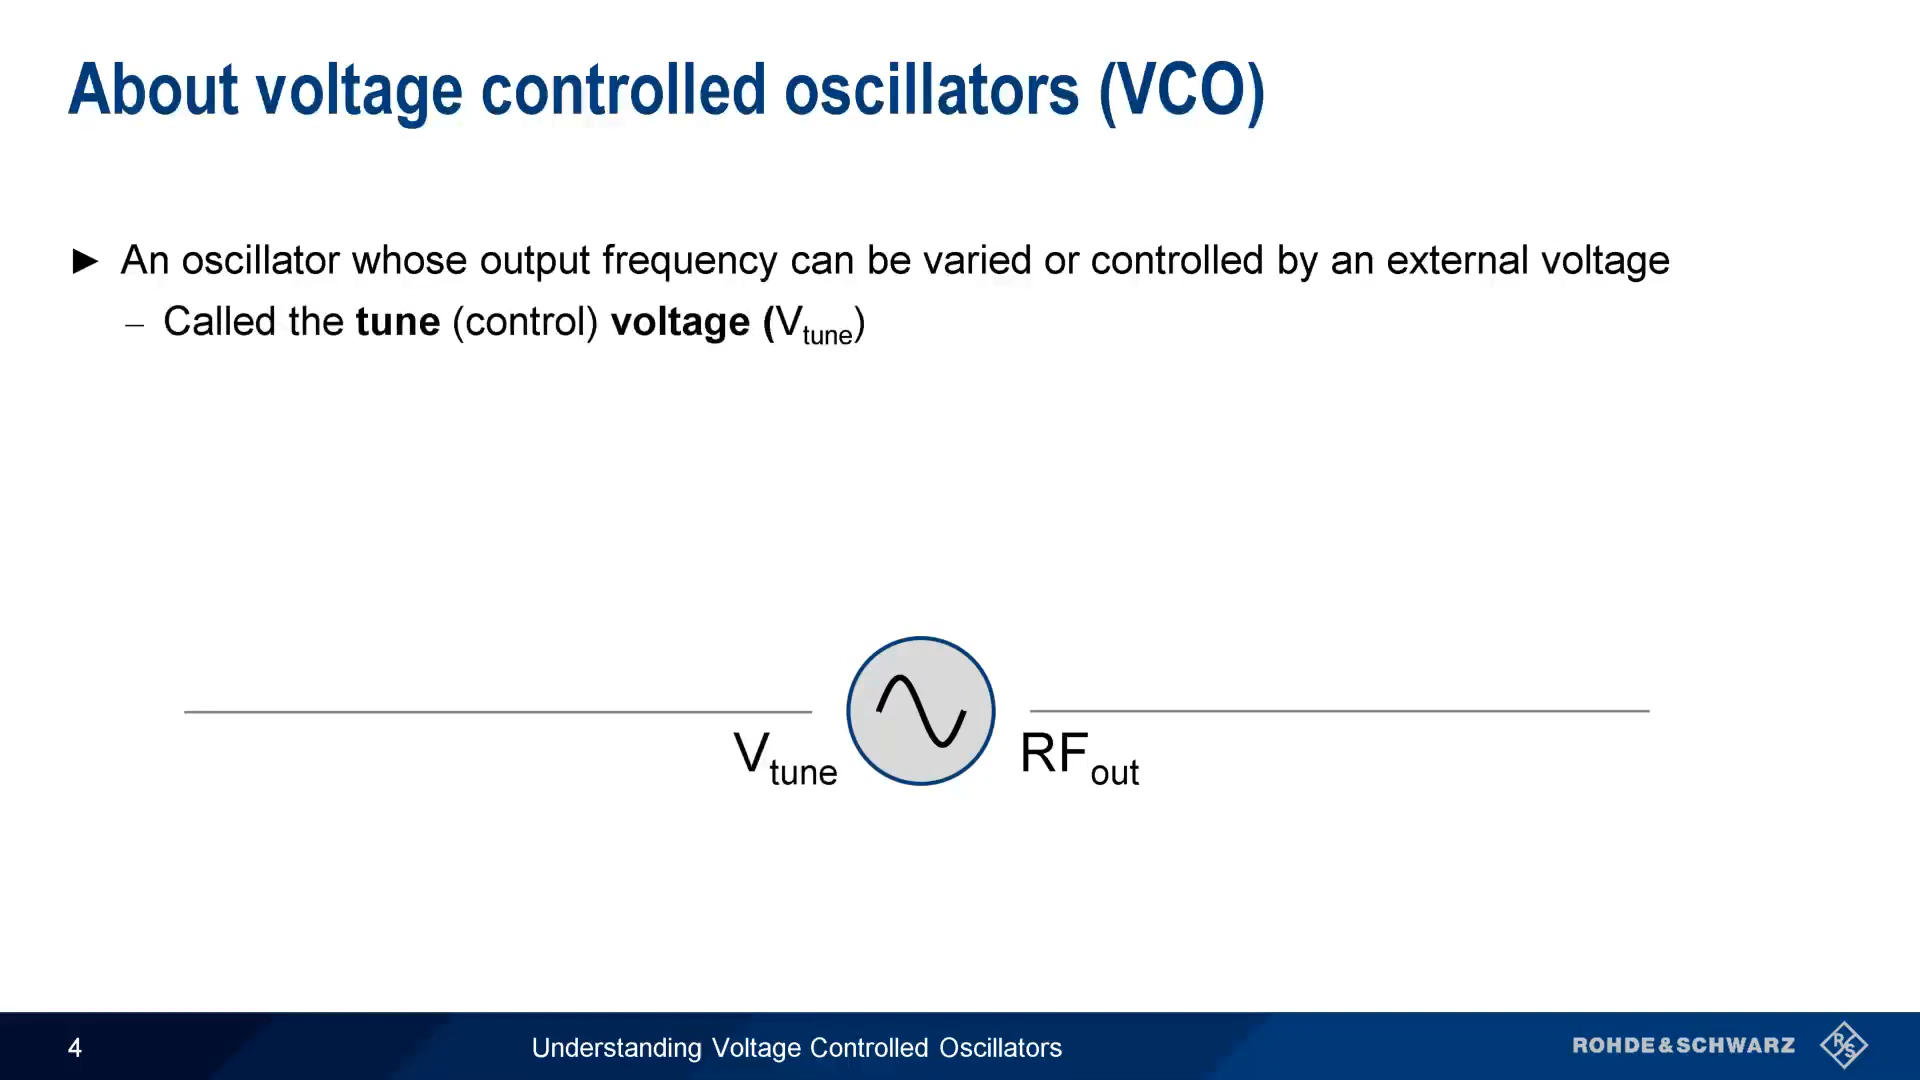 About voltage controlled oscillators (VCO)
► An oscillator whose output frequency can be varied or controlled by an external voltage
– Called the tune (control) voltage (Vtune)
Vtune
RFout
4
Understanding Voltage Controlled Oscillators
ROHDE&SCHWARZ
R&S